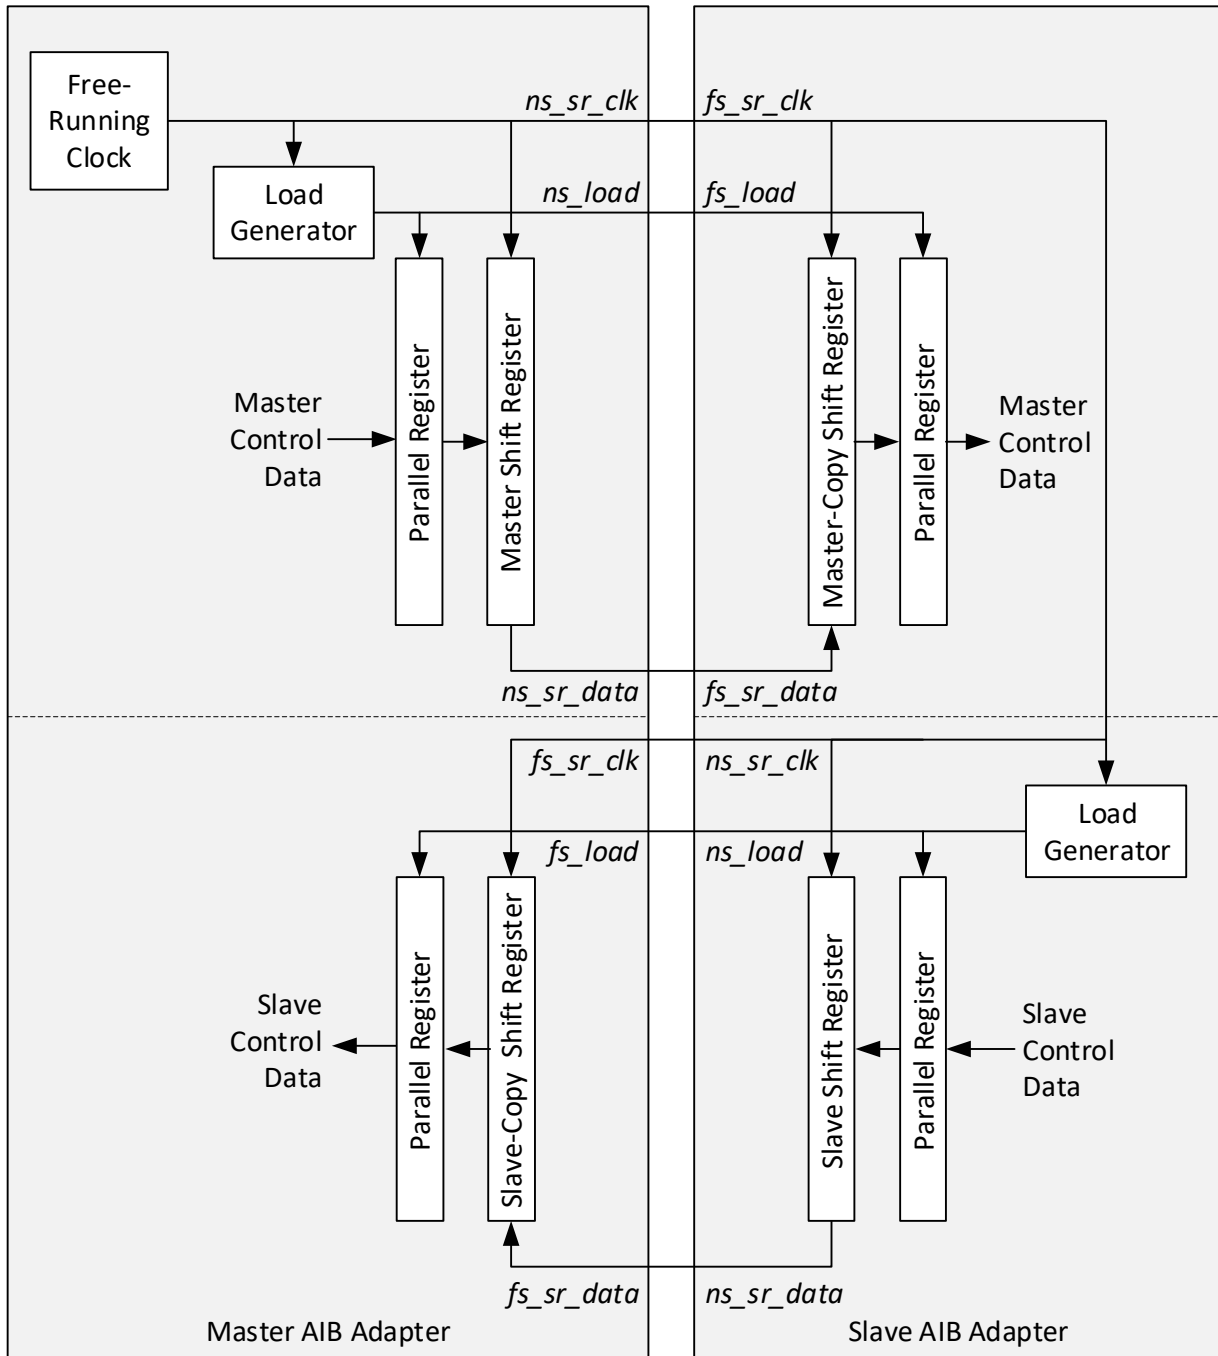 Free-
Running
Clock
ns_sr_clk
fs_sr_clk
Load
Generator
ns_load
fs_load
Master
Control
Data
Parallel Register
Master Shift Register
Master-Copy Shift Register
Parallel Register
Master
Control
Data
ns_sr_data
fs_sr_data
fs_sr_clk
ns_sr_clk
Load
Generator
fs_load
ns_load
Slave
Control
Data
Parallel Register
Slave-Copy Shift Register
Slave Shift Register
Parallel Register
Slave
Control
Data
fs_sr_data
ns_sr_data
Master AIB Adapter
Slave AIB Adapter